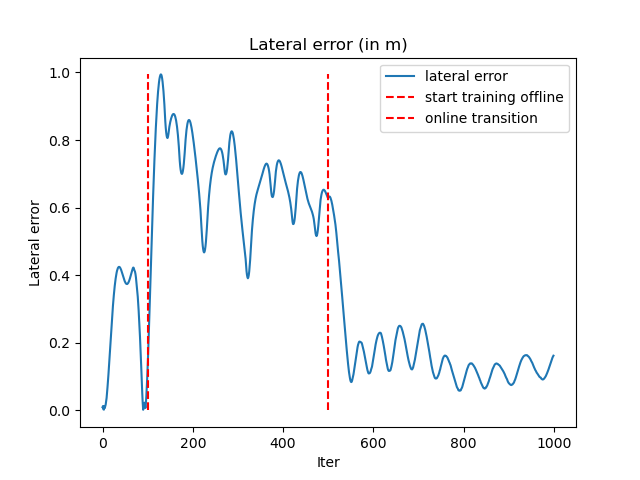 Lateral error (in m)
lateral error
start training offline
online transition
Lateral error
1.0
0.8
0.6
0.4
0.2
0.0
0 200 400 600 800 1000
Iter